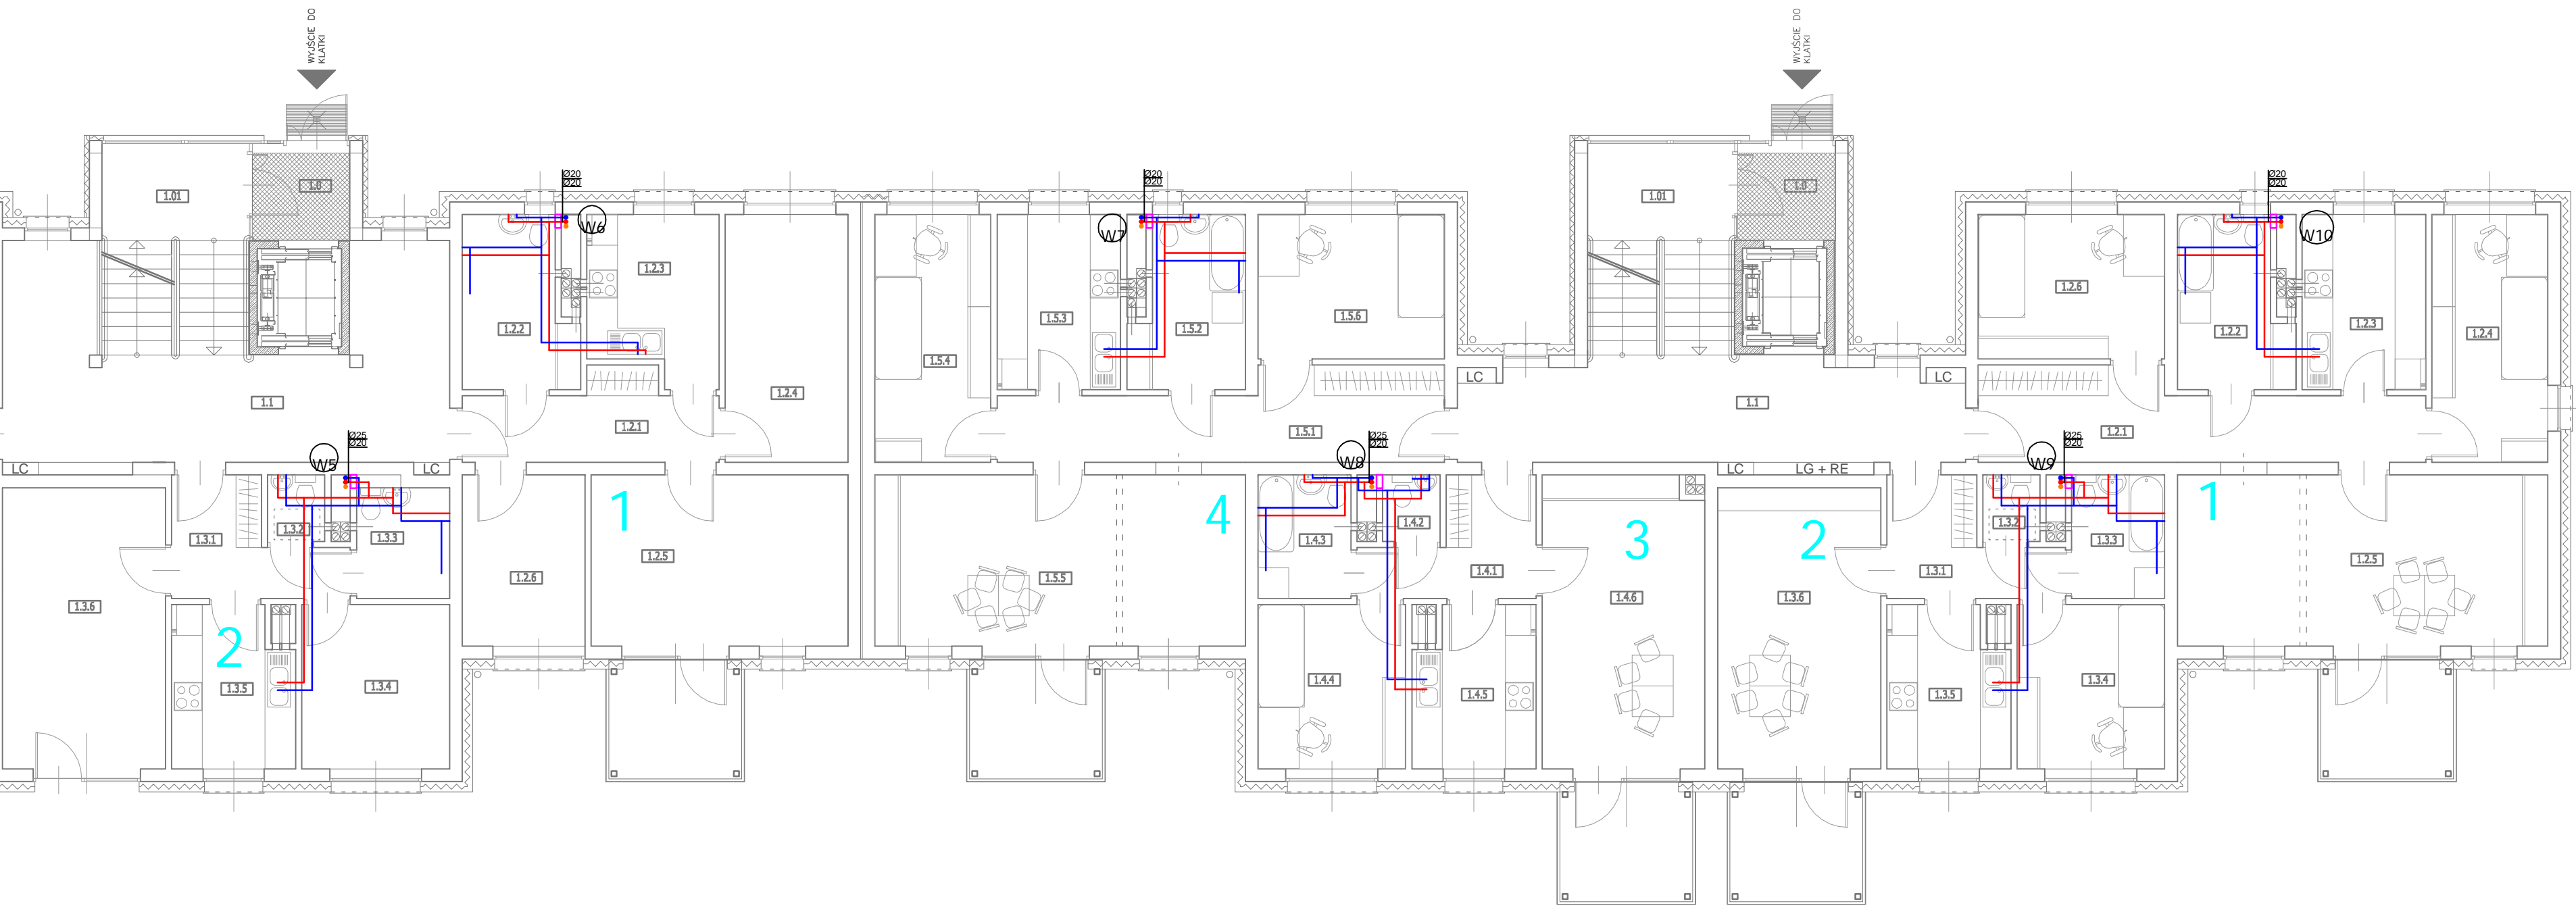 WYJŚCIE DO
KLATKI
WYJŚCIE DO
KLATKI
1.01
1.0
Ø20
Ø20
W6
Ø20
Ø20
W7
1.01
1.0
Ø20
Ø20
W10
1.2.3
1.2.2
1.5.3
1.5.2
1.5.6
1.5.4
1.2.6
1.2.2
1.2.3
1.2.4
LC
LC
1.1
1.2.4
1.2.1
1.5.1
1.1
1.2.1
Ø25
Ø20
W5
Ø25
Ø20
W8
Ø25
Ø20
W9
LC
LC
LC
LG + RE
1
4
3
2
1
1.3.1
1.3.2
1.3.3
1.2.6
1.2.5
1.5.5
1.4.3
1.4.2
1.4.1
1.3.1
1.3.2
1.3.3
1.2.5
1.3.6
1.4.6
1.3.6
2
1.3.5
1.3.4
1.4.4
1.4.5
1.3.5
1.3.4